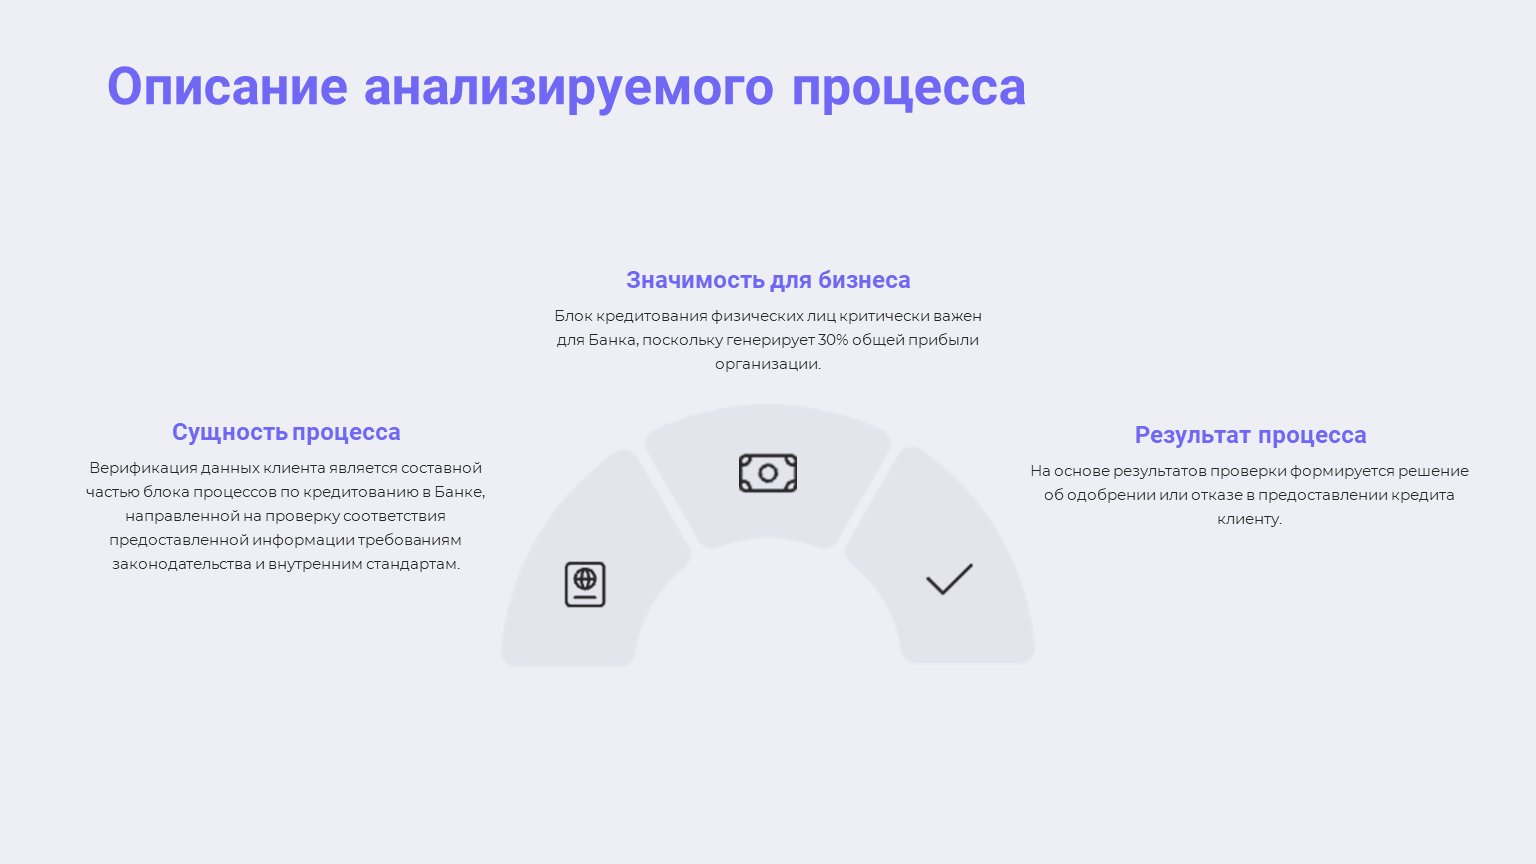 Описание анализируемого процесса
Значимость для бизнеса
Блок кредитования физических лиц критически важен
для Банка, поскольку генерирует 30% общей прибыли
организации.
Сущность процесса
Верификация данных клиента является составной
частью блока процессов по кредитованию в Банке,
направленной на проверку соответствия
предоставленной информации требованиям
законодательства и внутренним стандартам.
Результат процесса
На основе результатов проверки формируется решение
об одобрении или отказе в предоставлении кредита
клиенту.